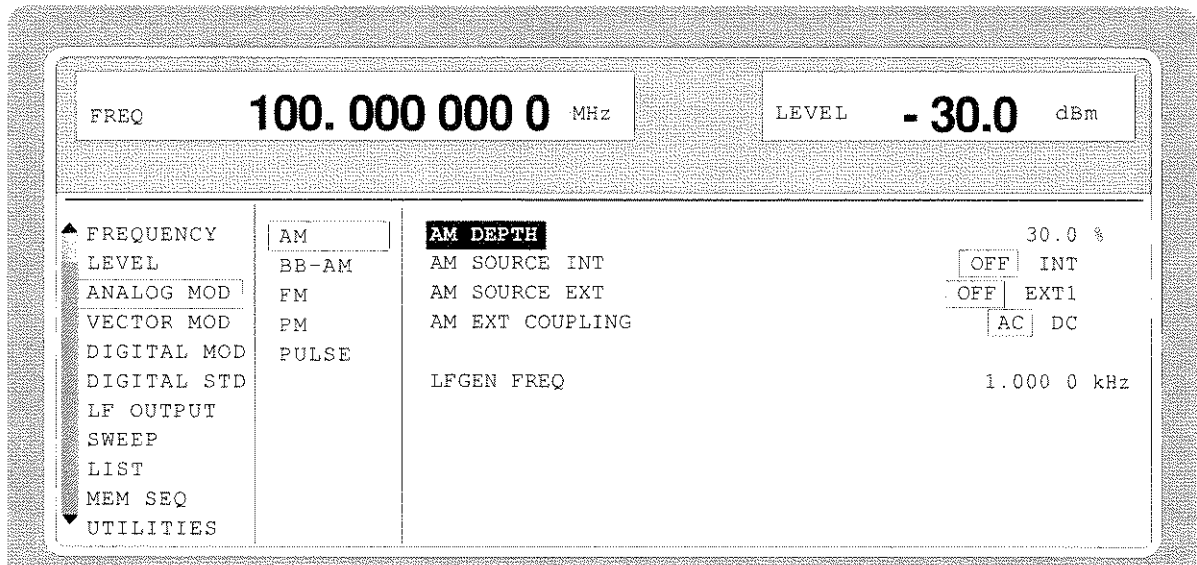 FREQ 100. 000 000 0 MHz LEVEL - 30.0 dBm
FREQUENCY AM AM DEPTH 30.0 %
LEVEL BB-AM AM SOURCE INT OFF INT
ANALOG MOD FM AM SOURCE EXT OFF EXT1
VECTOR MOD PM AM EXT COUPLING AC DC
DIGITAL MOD PULSE
DIGITAL STD LFGEN FREQ 1.000 0 kHz
LF OUTPUT
SWEEP
LIST
MEM SEQ
UTILITIES